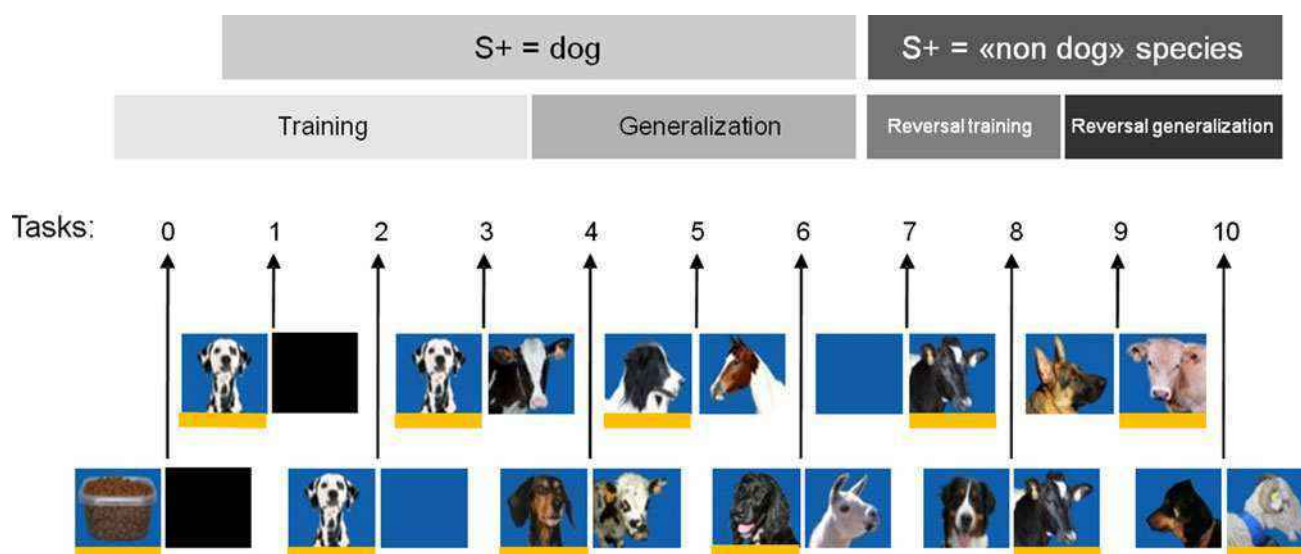 S+ = dog
S+ = «non dog» species
Training
Generalization
Reversal training
Reversal generalization
Tasks: 0 1 2 3 4 5 6 7 8 9 10